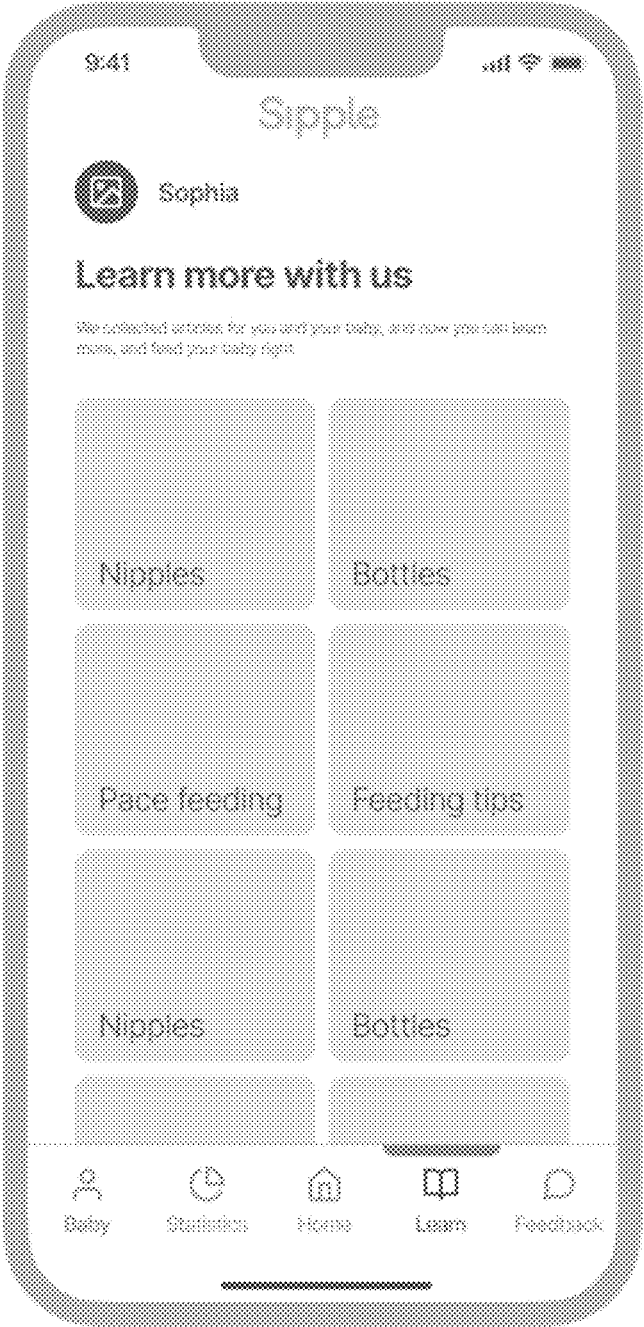 9:41
Sipple
Sophia
Learn more with us
We collected articles for you and your baby, and now you can learn
more, and feed your baby right.
Nipples
Bottles
Pace feeding
Feeding tips
Nipples
Bottles
Baby
Statistics
Home
Learn
Feedback